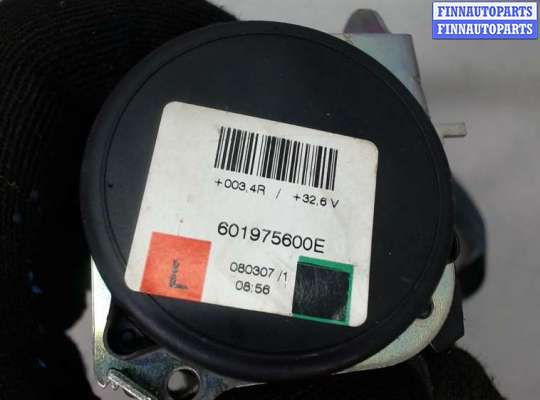 FINNAUTOPARTS
FINNAUTOPARTS
+003,4R / +32,6 V
601975600E
080307/1
08:56